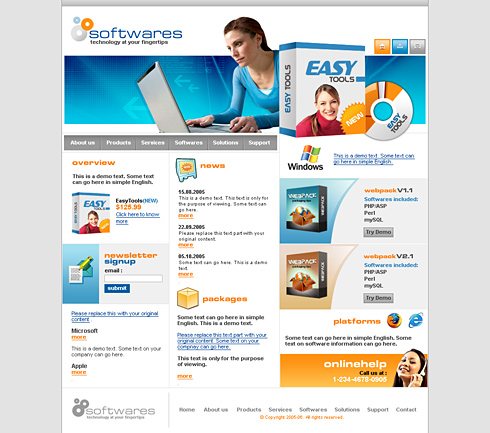 softwares
technology at your fingertips
EASY
TOOLS
NEW
EASY TOOLS
EASY
TOOLS
About us
Products
Services
Softwares
Solutions
Support
Windows
This is a demo text. Some text
can go here in simple English.
overview
This is a demo text. Some text
can go here in simple English.
EASY
EasyTools(NEW)
$125.99
Click here to know
more
newsletter
signup
email :
submit
Please replace this with your original
content .
Microsoft
more
This is a demo text. Some text on your
company can go here.
Apple
more
news
15.08.2005
This is a demo text. This text is only for
the purpose of viewing. Some text can
go here.
more
22.09.2005
Please replace this text part with your
original content.
more
05.10.2005
Some text can go here. This is a demo
text.
more
packages
Some text can go here in simple
English. This is a demo text.
Please replace this text part with your
original content. Some text on your
company can go here.
This text is only for the purpose
of viewing.
more
WEBPACK
webpack V1.1
Softwares included:
PHP/ASP
Perl
mySQL
Try Demo
WEBPACK
webpack V2.1
Softwares included:
PHP/ASP
Perl
mySQL
Try Demo
platforms
Some text can go here in simple English. Some
text on software information can go here.
onlinehelp
Call us at :
1-234-4678-0905
softwares
technology at your fingertips
Home
About us
Products
Services
Softwares
Solutions
Support
Contact
© Copyright 2005-06. All rights reserved.